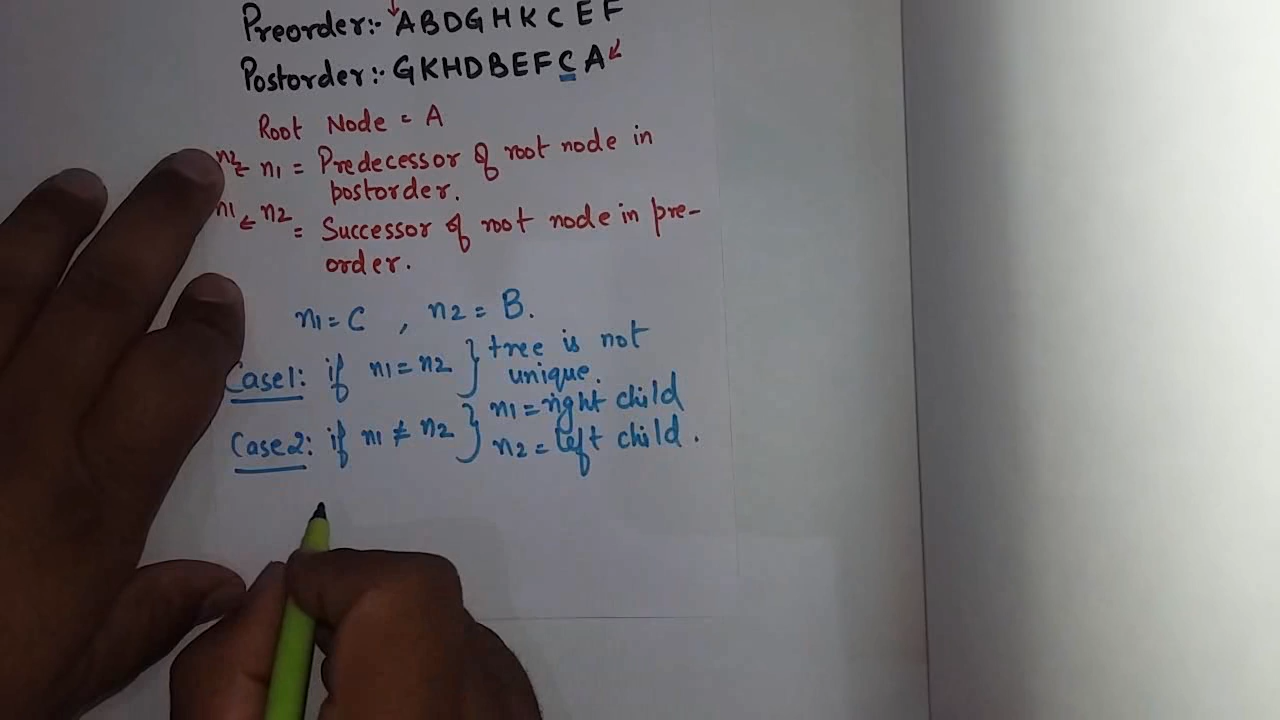 Preorder:- ABDGHKCEF
Postorder:- GKHDBEFCA
Root Node = A
n2 ← n1 = Predecessor of root node in
postorder.
n1 ← n2 = Successor of root node in pre-
order.
n1 = C , n2 = B.
Case1: if n1 = n2 } tree is not
unique.
Case2: if n1 ≠ n2 } n1 = right child
n2 = left child.